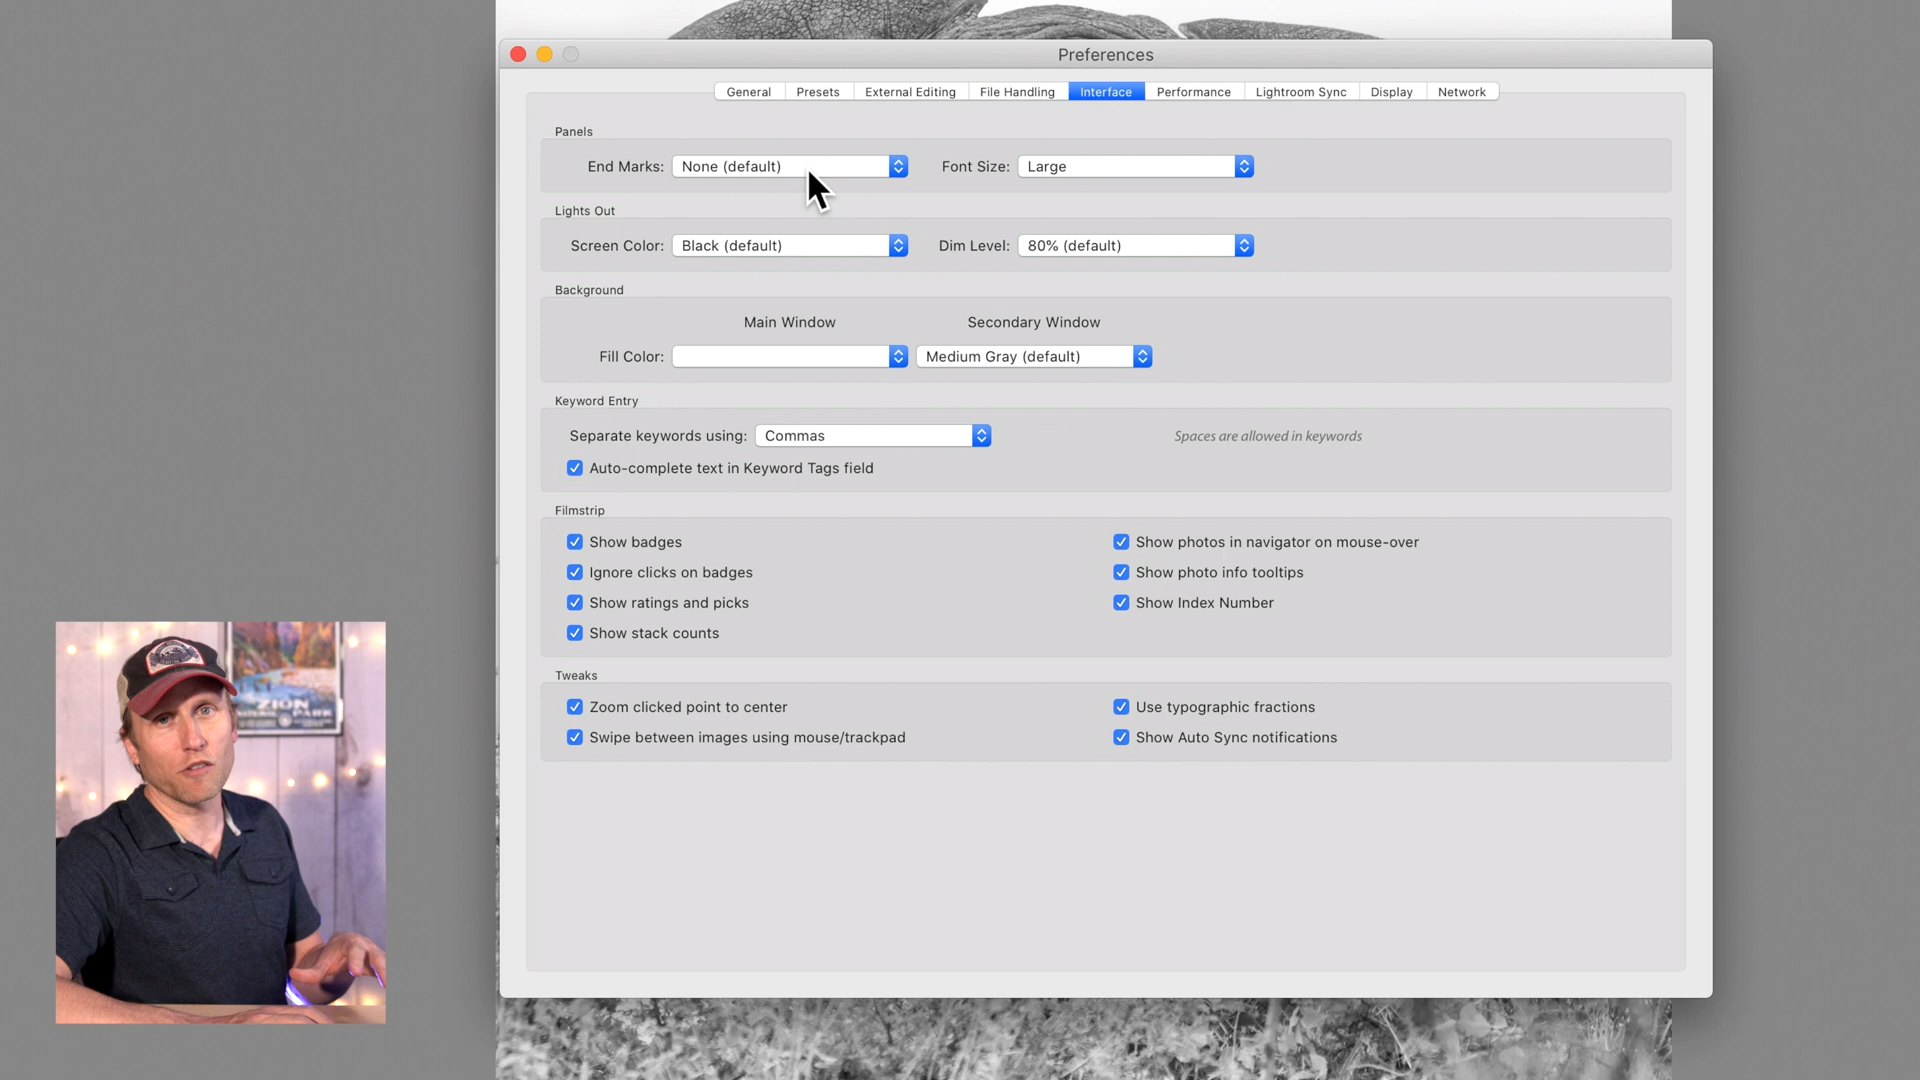 Preferences
General Presets External Editing File Handling Interface Performance Lightroom Sync Display Network
Panels
End Marks: None (default) Font Size: Large
Lights Out
Screen Color: Black (default) Dim Level: 80% (default)
Background
Main Window Secondary Window
Fill Color: Medium Gray (default)
Keyword Entry
Separate keywords using: Commas Spaces are allowed in keywords
Auto-complete text in Keyword Tags field
Filmstrip
Show badges Show photos in navigator on mouse-over
Ignore clicks on badges Show photo info tooltips
Show ratings and picks Show Index Number
Show stack counts
Tweaks
Zoom clicked point to center Use typographic fractions
Swipe between images using mouse/trackpad Show Auto Sync notifications
ZION
PARK